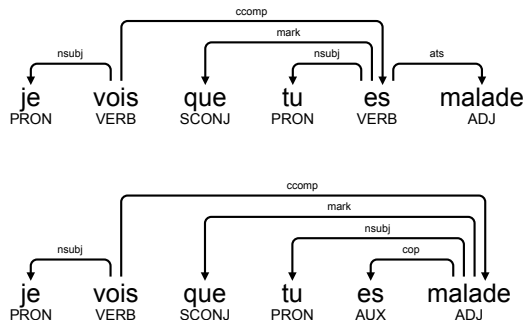 ccomp
mark
nsubj nsubj ats
je vois que tu es malade
PRON VERB SCONJ PRON VERB ADJ
ccomp
mark
nsubj
nsubj cop
je vois que tu es malade
PRON VERB SCONJ PRON AUX ADJ